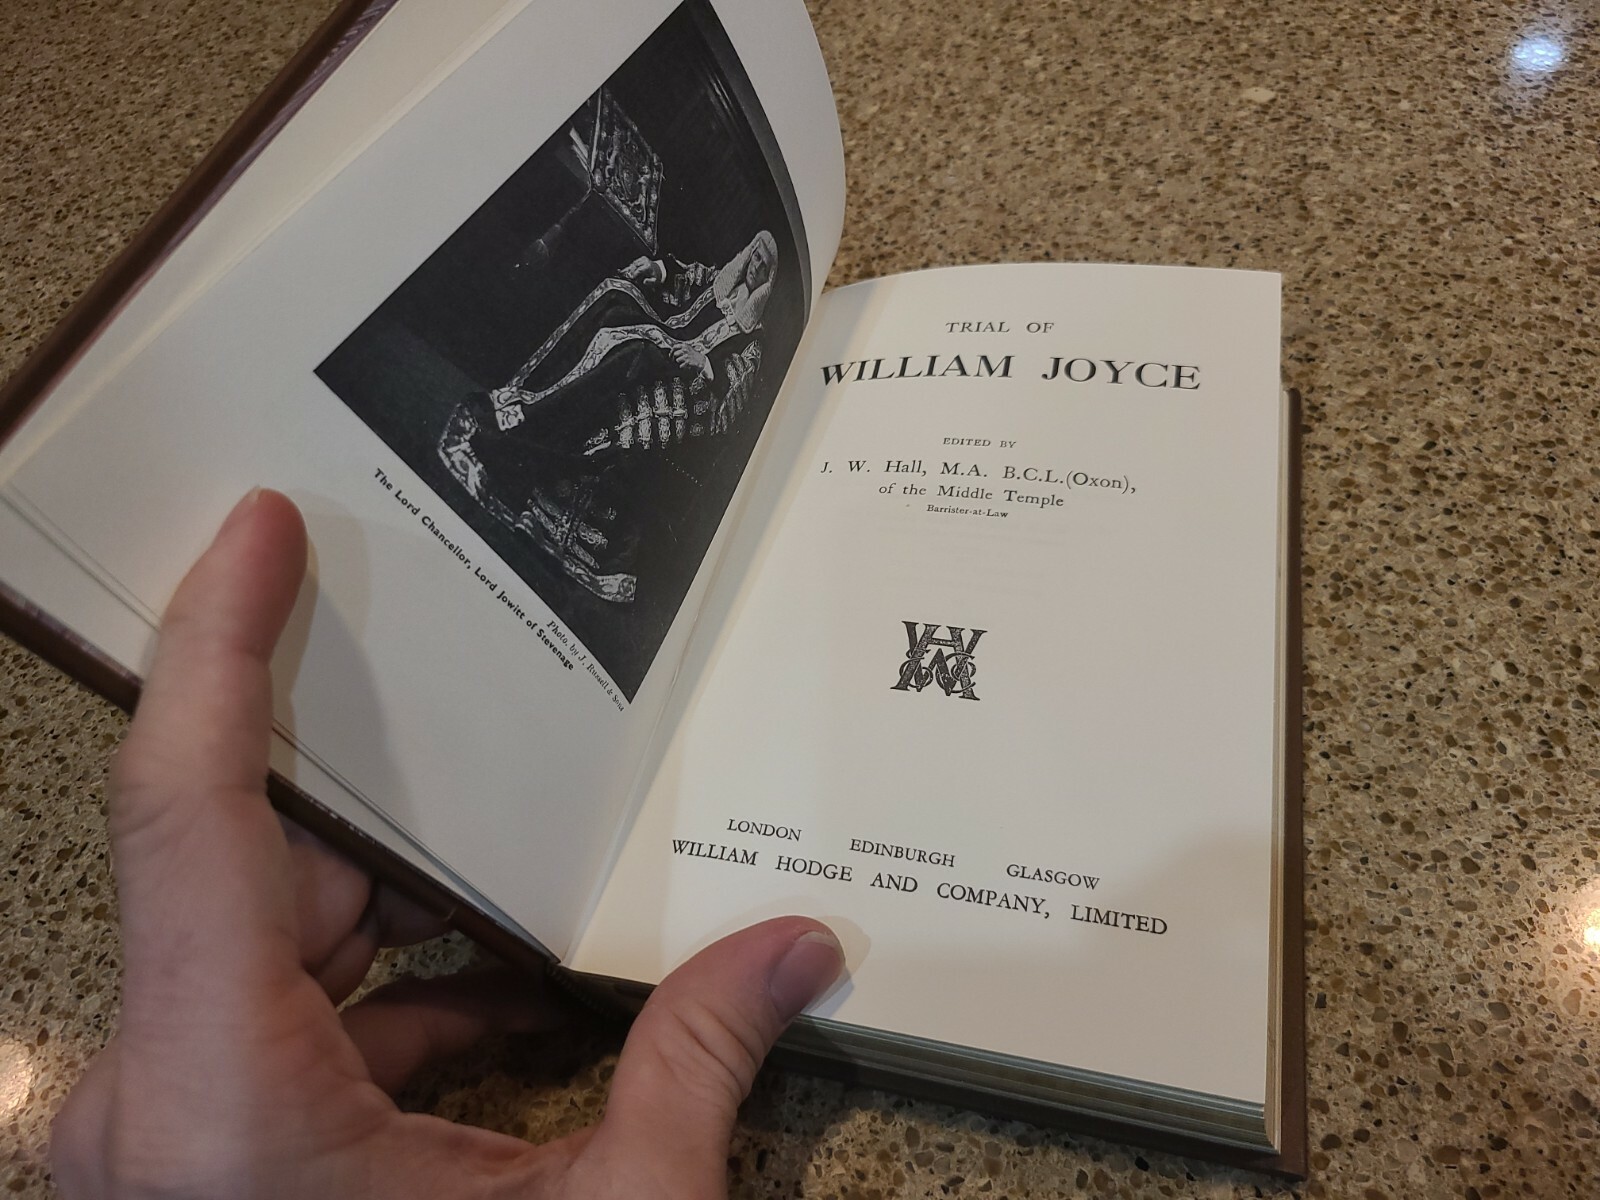 The Lord Chancellor, Lord Jowitt of Stevenage
Photo. by J. Russell & Sons
TRIAL OF
WILLIAM JOYCE
EDITED BY
J. W. Hall, M.A. B.C.L.(Oxon),
of the Middle Temple
Barrister-at-Law
LONDON EDINBURGH GLASGOW
WILLIAM HODGE AND COMPANY, LIMITED